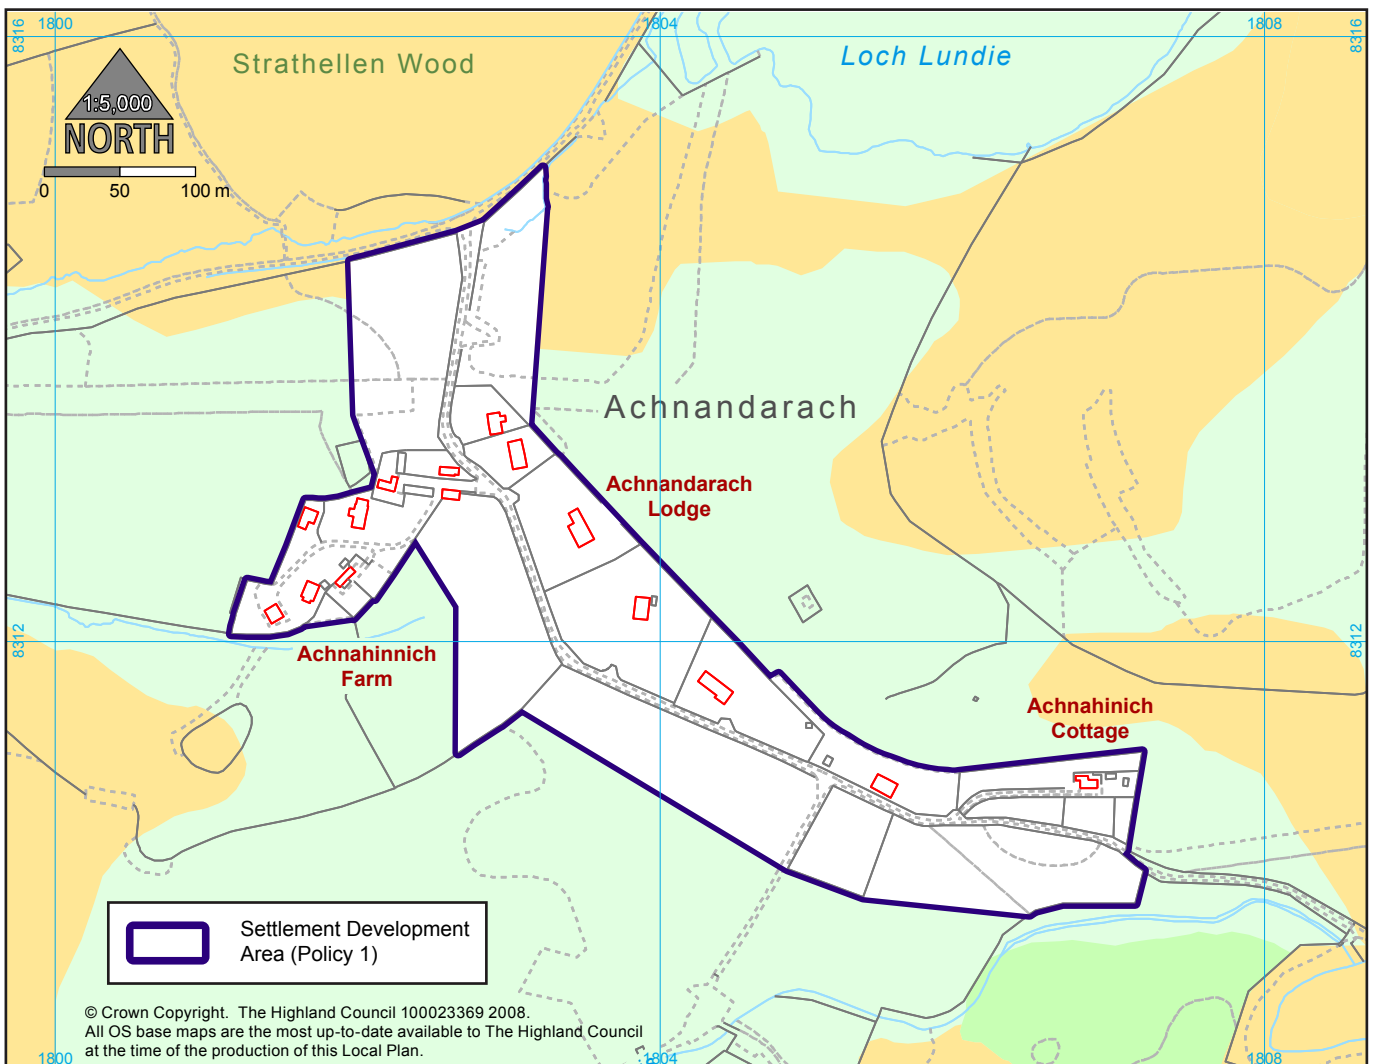 1800
1804
1808
8316
8316
Strathellen Wood
Loch Lundie
1:5,000
NORTH
0 50 100 m
Achnandarach
Achnandarach
Lodge
8312
8312
Achnahinnich
Farm
Achnahinich
Cottage
Settlement Development
Area (Policy 1)
© Crown Copyright. The Highland Council 100023369 2008.
All OS base maps are the most up-to-date available to The Highland Council
at the time of the production of this Local Plan.
1800
1804
1808